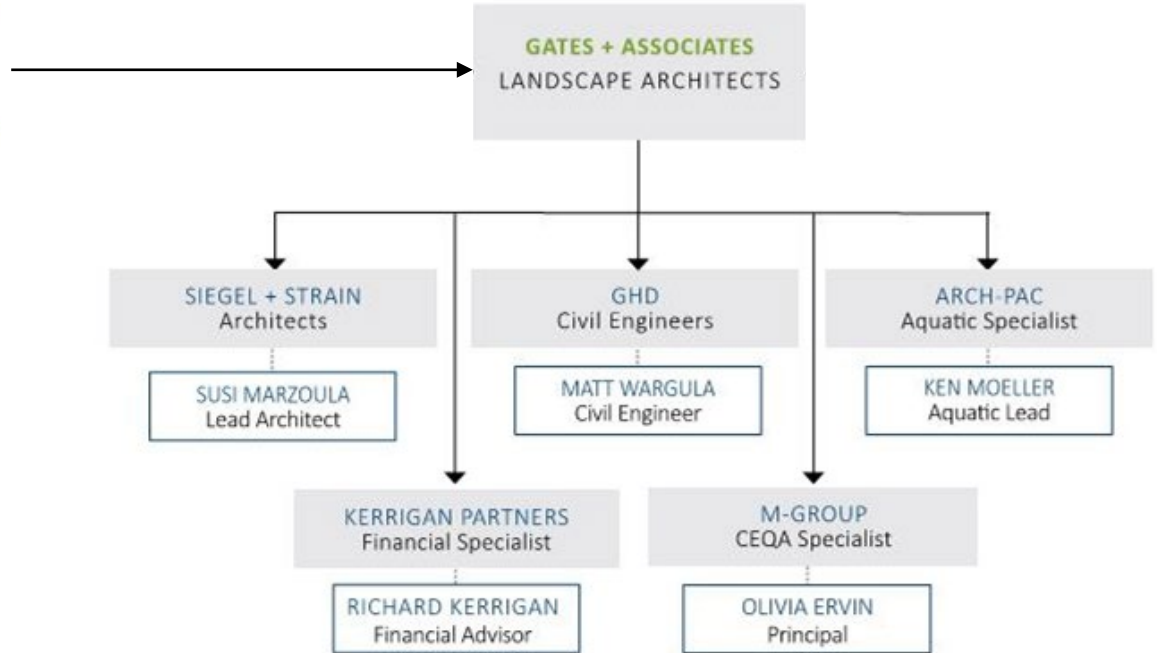 GATES + ASSOCIATES
LANDSCAPE ARCHITECTS
SIEGEL + STRAIN
Architects
SUSI MARZOULA
Lead Architect
GHD
Civil Engineers
MATT WARGULA
Civil Engineer
ARCH-PAC
Aquatic Specialist
KEN MOELLER
Aquatic Lead
KERRIGAN PARTNERS
Financial Specialist
RICHARD KERRIGAN
Financial Advisor
M-GROUP
CEQA Specialist
OLIVIA ERVIN
Principal